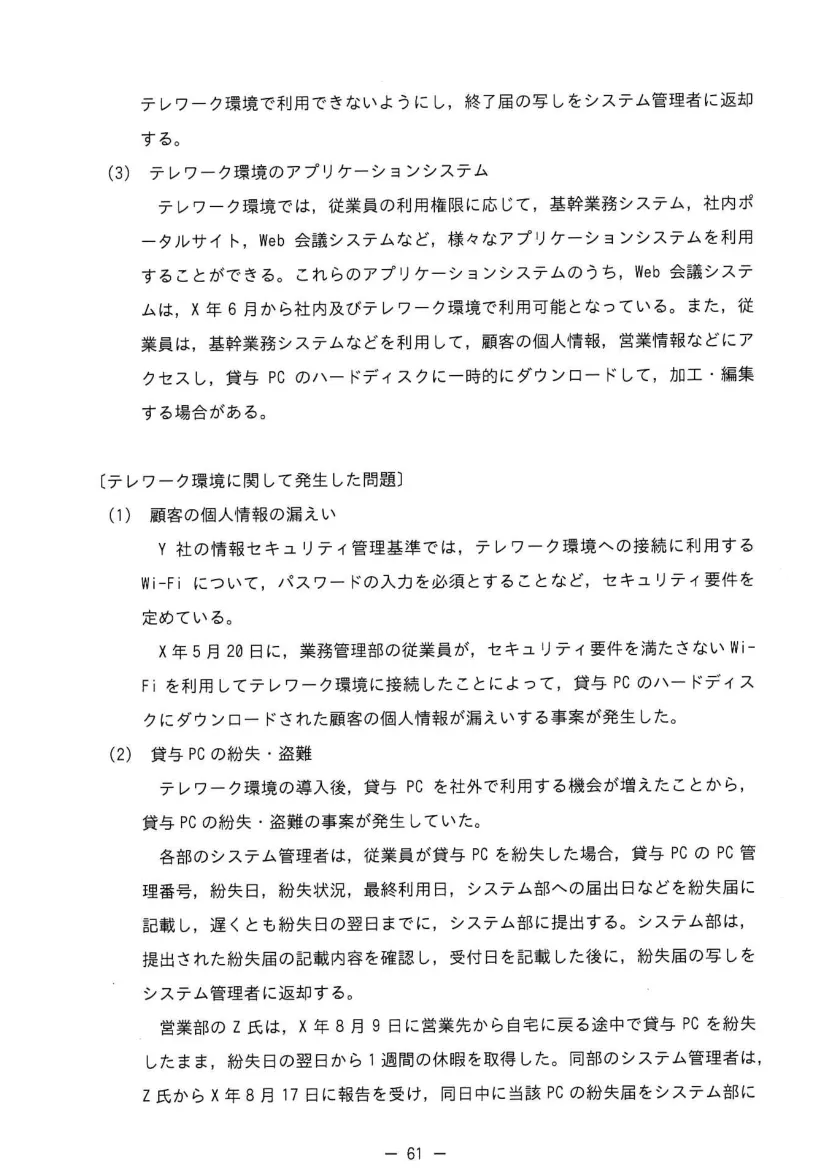 テレワーク環境で利用できないようにし，終了届の写しをシステム管理者に返却
する。
(3) テレワーク環境のアプリケーションシステム
テレワーク環境では，従業員の利用権限に応じて，基幹業務システム，社内ポ
ータルサイト，Web 会議システムなど，様々なアプリケーションシステムを利用
することができる。これらのアプリケーションシステムのうち，Web 会議システ
ムは，X 年 6 月から社内及びテレワーク環境で利用可能となっている。また，従
業員は，基幹業務システムなどを利用して，顧客の個人情報，営業情報などにア
クセスし，貸与 PC のハードディスクに一時的にダウンロードして，加工・編集
する場合がある。
〔テレワーク環境に関して発生した問題〕
(1) 顧客の個人情報の漏えい
Y 社の情報セキュリティ管理基準では，テレワーク環境への接続に利用する
Wi-Fi について，パスワードの入力を必須とすることなど，セキュリティ要件を
定めている。
X 年 5 月 20 日に，業務管理部の従業員が，セキュリティ要件を満たさない Wi-
Fi を利用してテレワーク環境に接続したことによって，貸与 PC のハードディス
クにダウンロードされた顧客の個人情報が漏えいする事案が発生した。
(2) 貸与 PC の紛失・盗難
テレワーク環境の導入後，貸与 PC を社外で利用する機会が増えたことから，
貸与 PC の紛失・盗難の事案が発生していた。
各部のシステム管理者は，従業員が貸与 PC を紛失した場合，貸与 PC の PC 管
理番号，紛失日，紛失状況，最終利用日，システム部への届出日などを紛失届に
記載し，遅くとも紛失日の翌日までに，システム部に提出する。システム部は，
提出された紛失届の記載内容を確認し，受付日を記載した後に，紛失届の写しを
システム管理者に返却する。
営業部の Z 氏は，X 年 8 月 9 日に営業先から自宅に戻る途中で貸与 PC を紛失
したまま，紛失日の翌日から 1 週間の休暇を取得した。同部のシステム管理者は，
Z 氏から X 年 8 月 17 日に報告を受け，同日中に当該 PC の紛失届をシステム部に
— 61 —